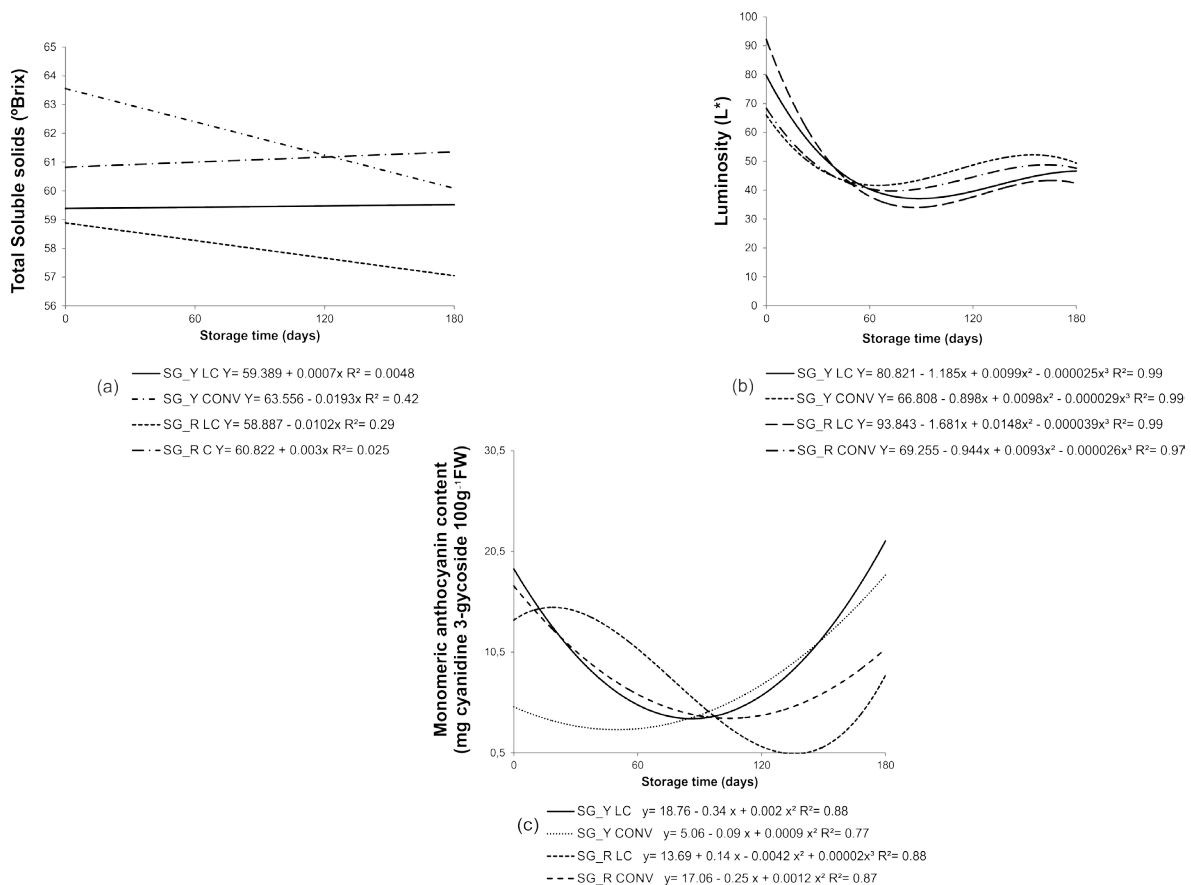 Total Soluble solids (ºBrix)
65
64
63
62
61
60
59
58
57
56
0 60 120 180
Storage time (days)
(a)
SG_Y LC Y= 59.389 + 0.0007x R² = 0.0048
SG_Y CONV Y= 63.556 - 0.0193x R² = 0.42
SG_R LC Y= 58.887 - 0.0102x R² = 0.29
SG_R C Y= 60.822 + 0.003x R²= 0.025
Luminosity (L*)
100
90
80
70
60
50
40
30
20
10
0
0 60 120 180
Storage time (days)
(b)
SG_Y LC Y= 80.821 - 1.185x + 0.0099x² - 0.000025x³ R²= 0.99
SG_Y CONV Y= 66.808 - 0.898x + 0.0098x² - 0.000029x³ R²= 0.99
SG_R LC Y= 93.843 - 1.681x + 0.0148x² - 0.000039x³ R²= 0.99
SG_R CONV Y= 69.255 - 0.944x + 0.0093x² - 0.000026x³ R²= 0.97
Monomeric anthocyanin content
(mg cyanidine 3-gycoside 100g⁻¹FW)
30,5
20,5
10,5
0,5
0 60 120 180
Storage time (days)
(c)
SG_Y LC y= 18.76 - 0.34 x + 0.002 x² R²= 0.88
SG_Y CONV y= 5.06 - 0.09 x + 0.0009 x² R²= 0.77
SG_R LC y= 13.69 + 0.14 x - 0.0042 x² + 0.00002x³ R²= 0.88
SG_R CONV y= 17.06 - 0.25 x + 0.0012 x² R²= 0.87